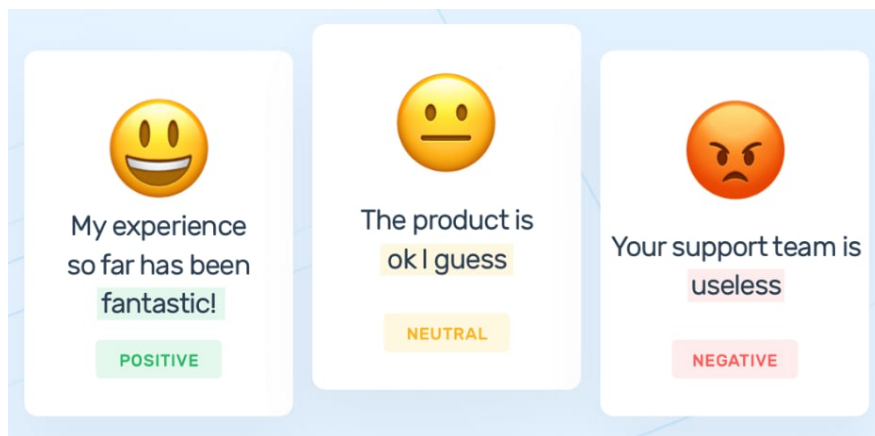 My experience
so far has been
fantastic!
POSITIVE
The product is
ok I guess
NEUTRAL
Your support team is
useless
NEGATIVE